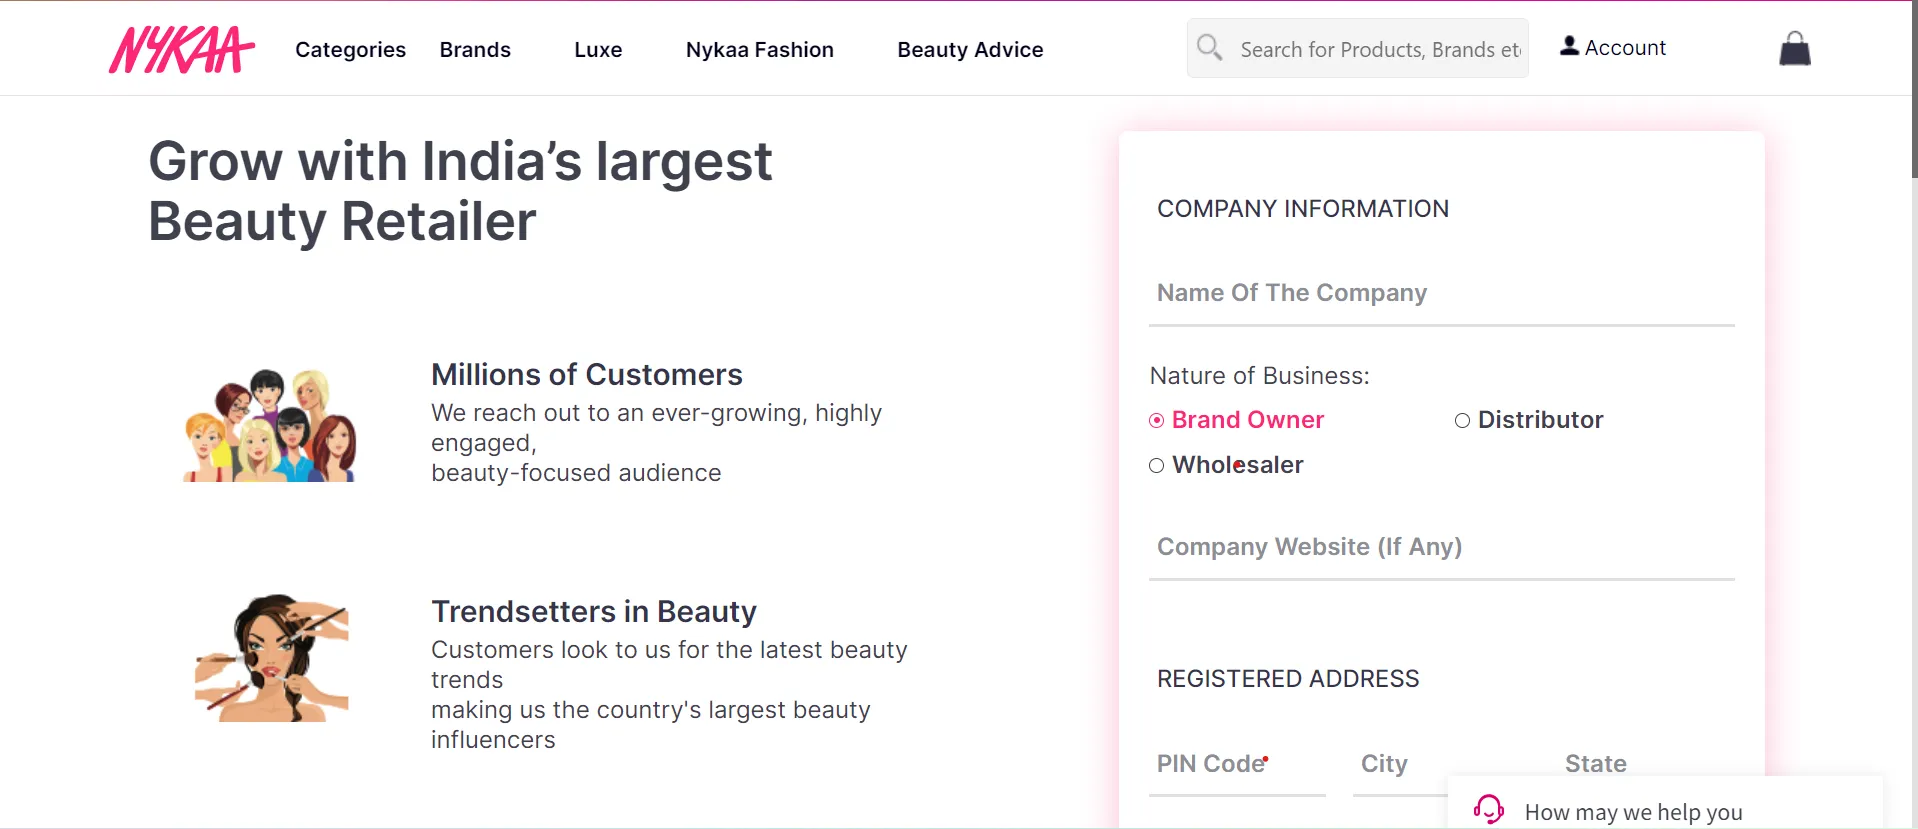 NYKAA Categories Brands Luxe Nykaa Fashion Beauty Advice Search for Products, Brands et Account
Grow with India’s largest
Beauty Retailer
Millions of Customers
We reach out to an ever-growing, highly
engaged,
beauty-focused audience
Trendsetters in Beauty
Customers look to us for the latest beauty
trends
making us the country's largest beauty
influencers
COMPANY INFORMATION
Name Of The Company
Nature of Business:
Brand Owner Distributor
Wholesaler
Company Website (If Any)
REGISTERED ADDRESS
PIN Code City State
How may we help you